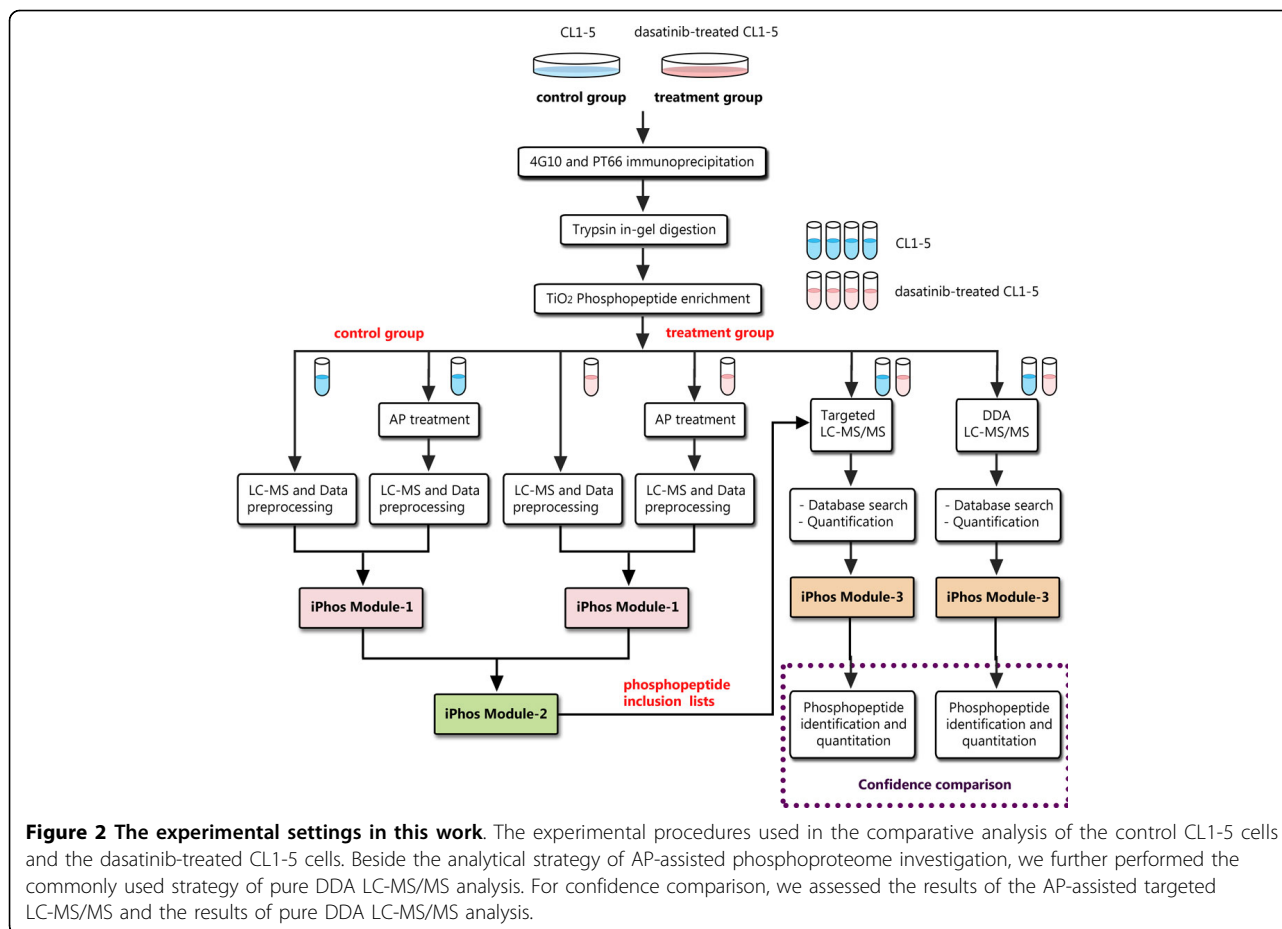 CL1-5
dasatinib-treated CL1-5
control group
treatment group
4G10 and PT66 immunoprecipitation
Trypsin in-gel digestion
CL1-5
TiO2 Phosphopeptide enrichment
dasatinib-treated CL1-5
control group
treatment group
AP treatment
AP treatment
Targeted
LC-MS/MS
DDA
LC-MS/MS
LC-MS and Data
preprocessing
LC-MS and Data
preprocessing
LC-MS and Data
preprocessing
LC-MS and Data
preprocessing
- Database search
- Quantification
- Database search
- Quantification
iPhos Module-1
iPhos Module-1
iPhos Module-3
iPhos Module-3
iPhos Module-2
phosphopeptide
inclusion lists
Phosphopeptide
identification and
quantitation
Phosphopeptide
identification and
quantitation
Confidence comparison
Figure 2 The experimental settings in this work. The experimental procedures used in the comparative analysis of the control CL1-5 cells
and the dasatinib-treated CL1-5 cells. Beside the analytical strategy of AP-assisted phosphoproteome investigation, we further performed the
commonly used strategy of pure DDA LC-MS/MS analysis. For confidence comparison, we assessed the results of the AP-assisted targeted
LC-MS/MS and the results of pure DDA LC-MS/MS analysis.